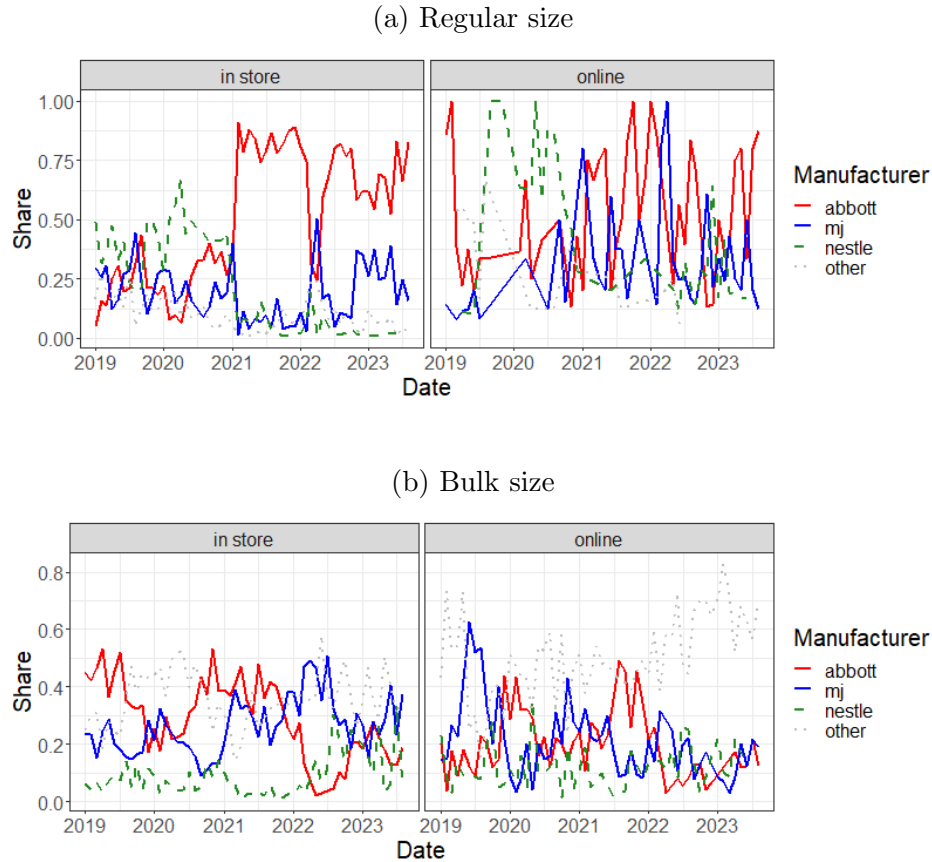 (a) Regular size
in store
online
1.00
0.75
0.50
0.25
0.00
Share
2019 2020 2021 2022 2023
2019 2020 2021 2022 2023
Date
Manufacturer
abbott
mj
nestle
other
(b) Bulk size
in store
online
0.8
0.6
0.4
0.2
0.0
Share
2019 2020 2021 2022 2023
2019 2020 2021 2022 2023
Date
Manufacturer
abbott
mj
nestle
other